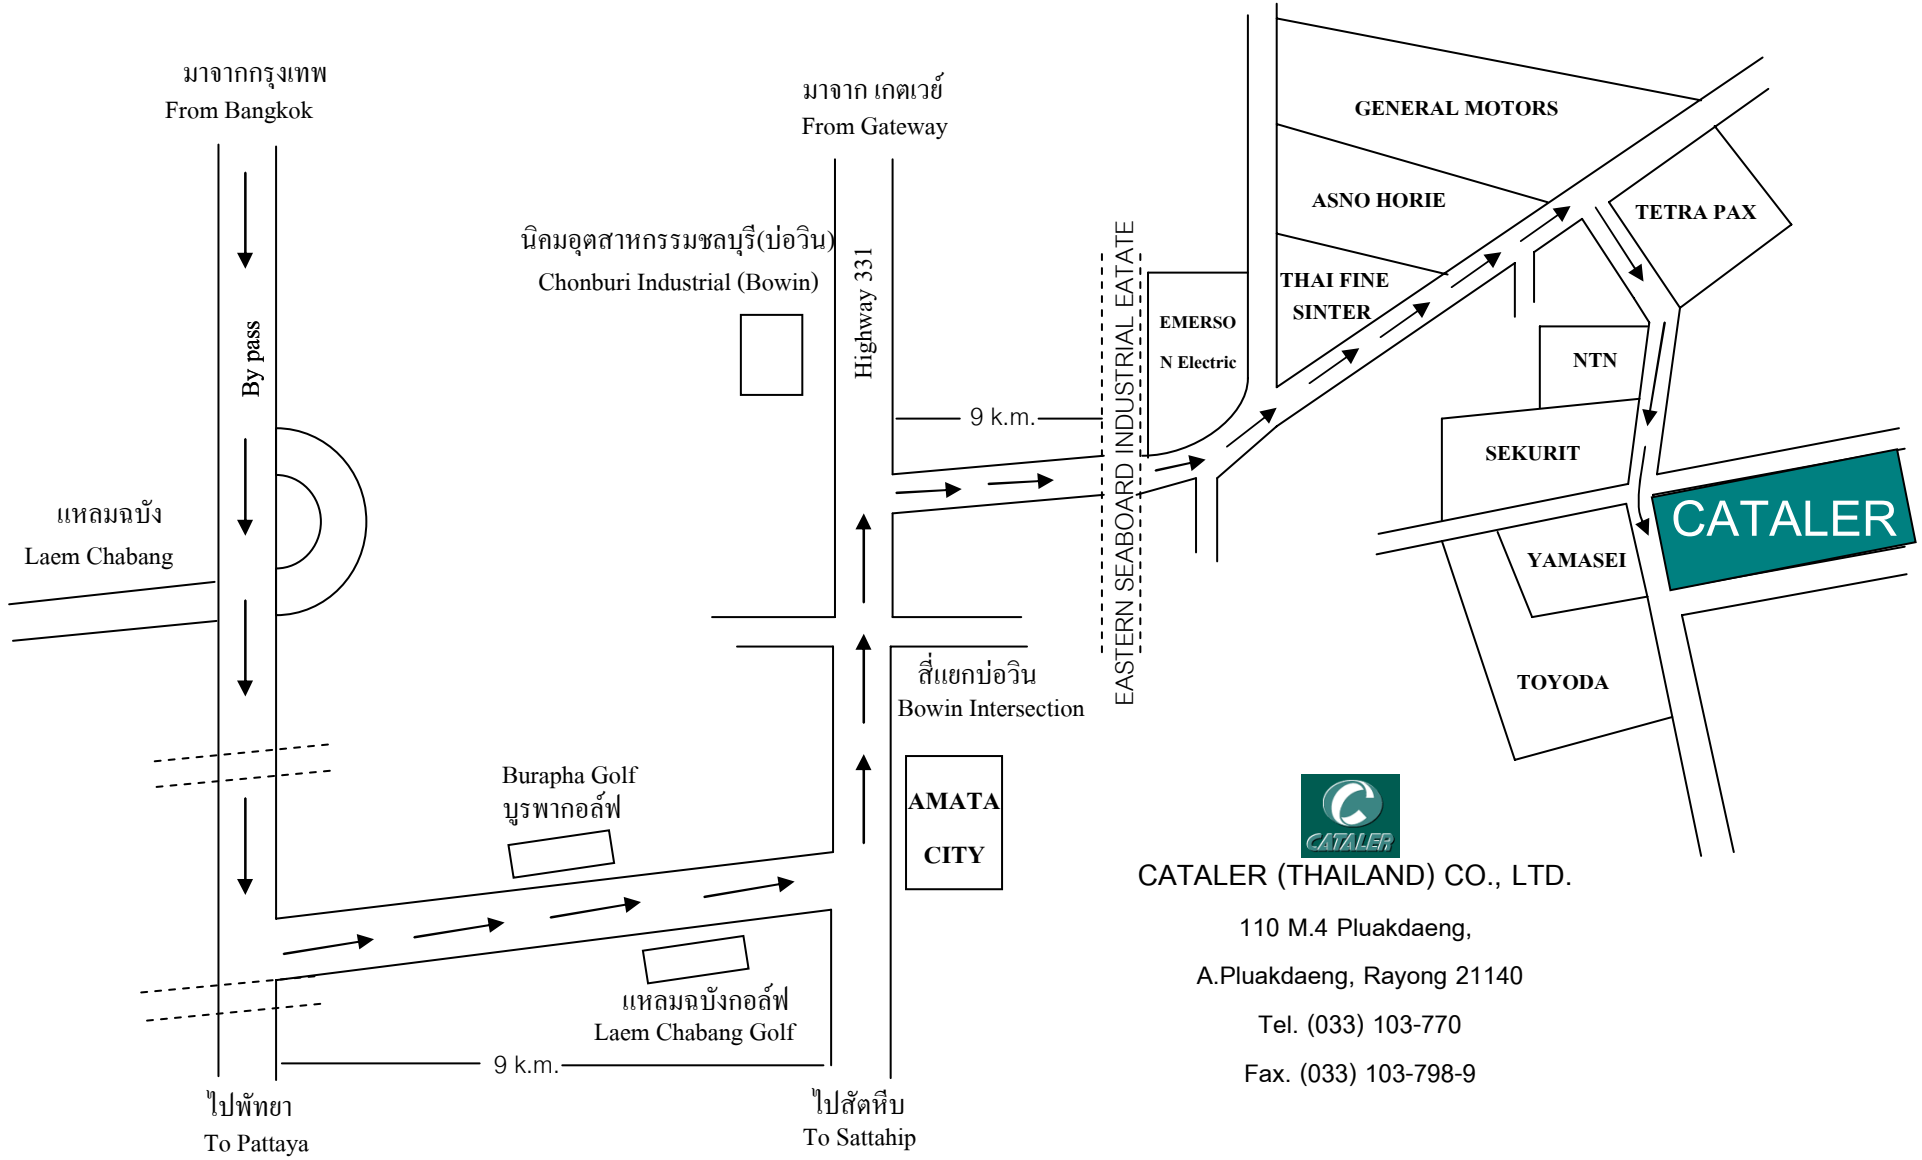 มาจากกรุงเทพ
From Bangkok
มาจาก เกตเวย์
From Gateway
GENERAL MOTORS
ASNO HORIE
TETRA PAX
นิคมอุตสาหกรรมชลบุรี(บ่อวิน)
Chonburi Industrial (Bowin)
Highway 331
By pass
EASTERN SEABOARD INDUSTRIAL EATATE
THAI FINE
SINTER
EMERSO
N Electric
NTN
9 k.m.
SEKURIT
แหลมฉบัง
Laem Chabang
CATALER
YAMASEI
TOYODA
สี่แยกบ่อวิน
Bowin Intersection
Burapha Golf
บูรพากอล์ฟ
AMATA
CITY
แหลมฉบังกอล์ฟ
Laem Chabang Golf
9 k.m.
ไปพัทยา
To Pattaya
ไปสัตหีบ
To Sattahip
CATALER
CATALER (THAILAND) CO., LTD.
110 M.4 Pluakdaeng,
A.Pluakdaeng, Rayong 21140
Tel. (033) 103-770
Fax. (033) 103-798-9